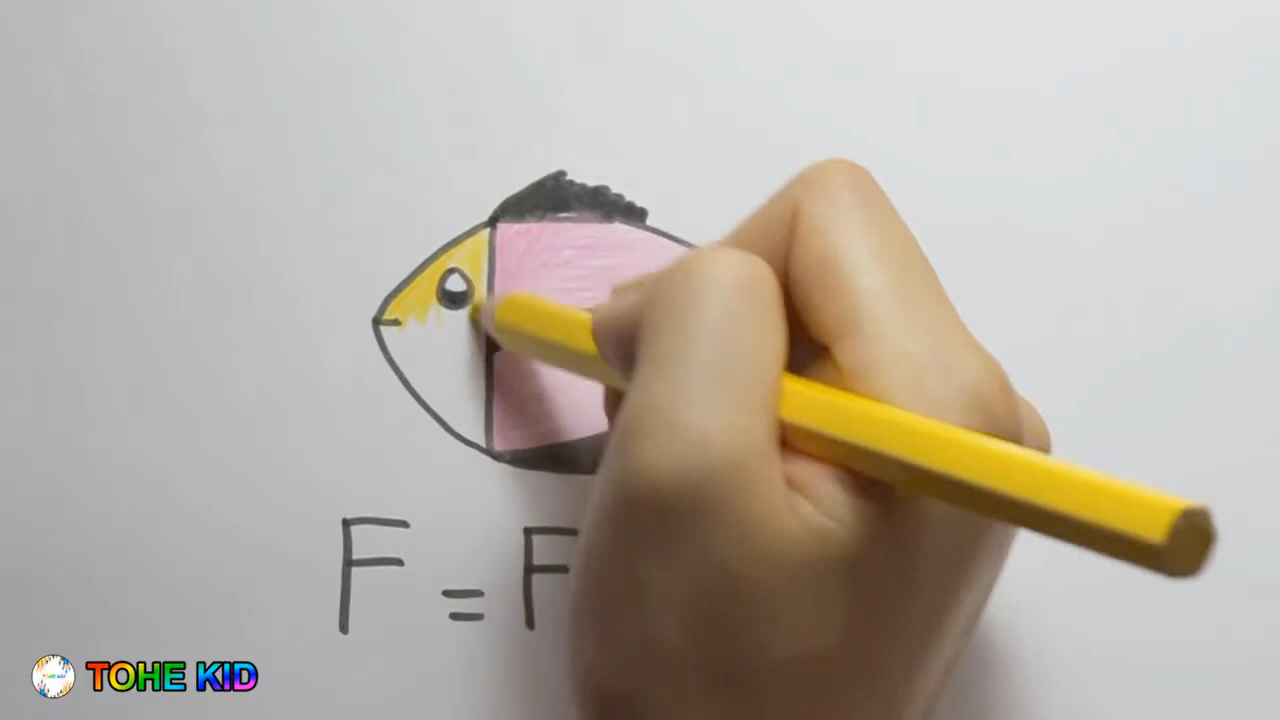 F = F
TOHE KID